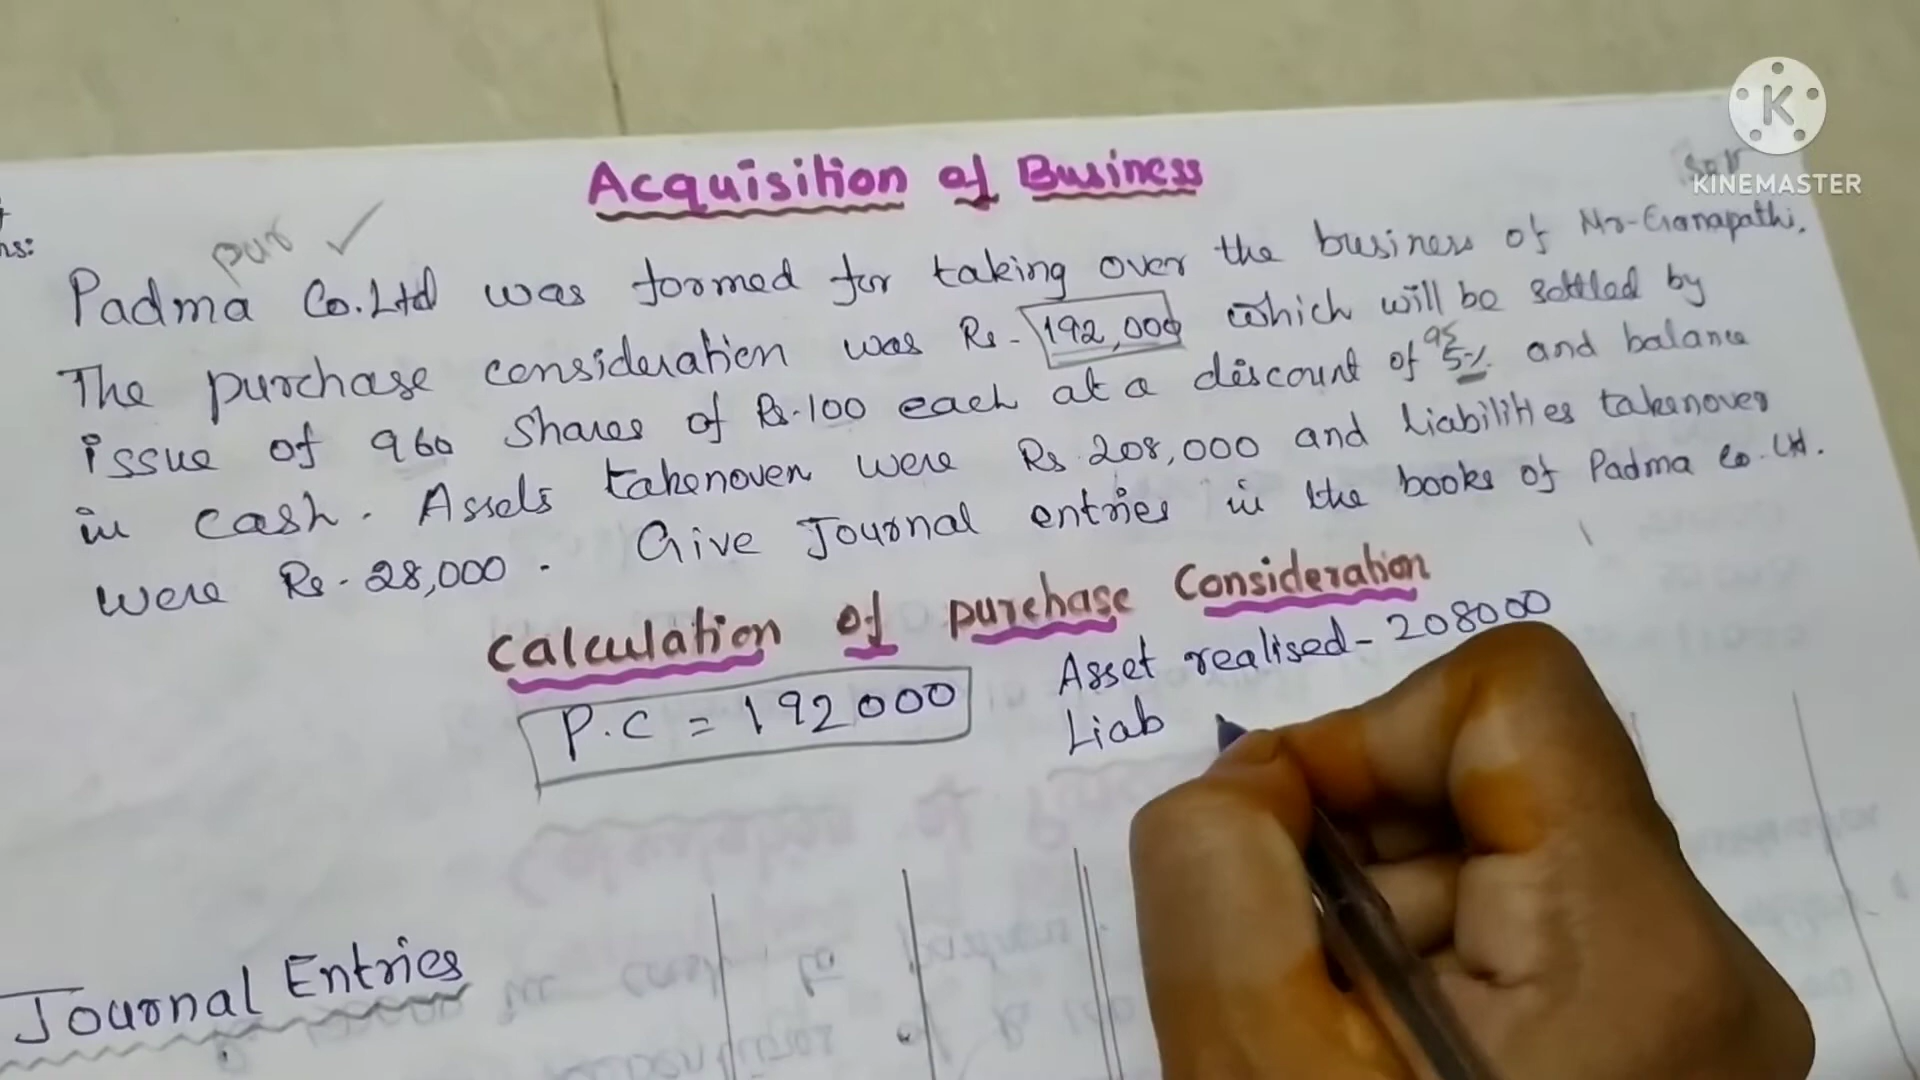 Acquisition of Business
KINEMASTER
ns:
pur ✓
Padma Co.Ltd was formed for taking over the business of Mr-Ganapathi.
The purchase consideration was Rs-192,000 which will be settled by
95
issue of 960 shares of Rs.100 each at a discount of 5% and balance
in cash. Assets takenover were Rs.208,000 and liabilities takenover
were Rs-28,000. Give Journal entries in the books of Padma Co.Ltd.
Calculation of purchase Consideration
P.C = 192000
Asset realised-208000
Liab
Journal Entries